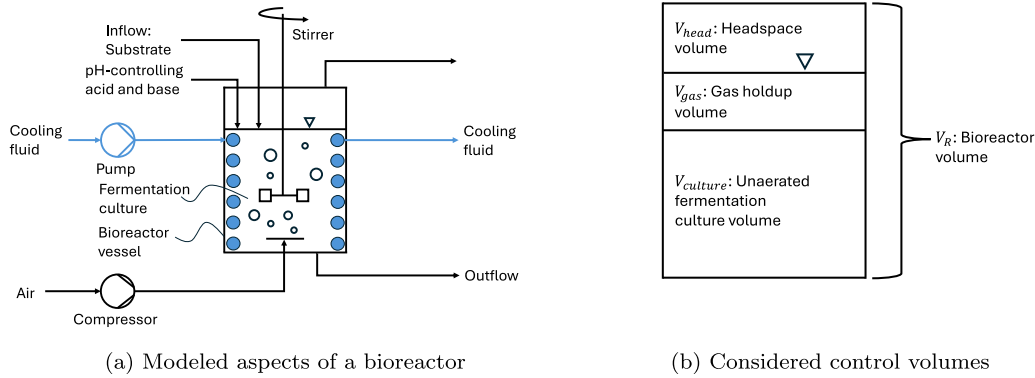 Inflow:
Substrate
Stirrer
pH-controlling
acid and base
Cooling
fluid
Cooling
fluid
Pump
Fermentation
culture
Bioreactor
vessel
Outflow
Air
Compressor
(a) Modeled aspects of a bioreactor
V_head: Headspace
volume
V_gas: Gas holdup
volume
V_R: Bioreactor
volume
V_culture: Unaerated
fermentation
culture volume
(b) Considered control volumes